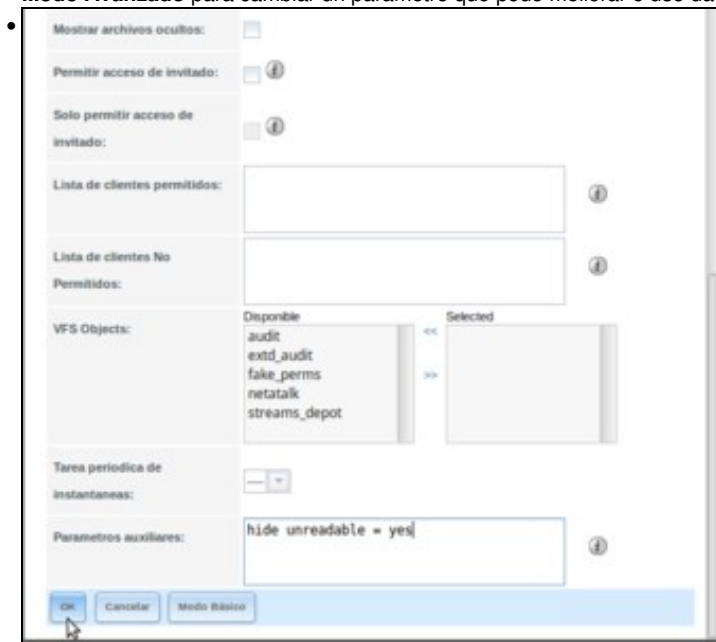 Modo Avanzado para cambiar un parámetro que pode mellorar o uso da
Mostrar archivos ocultos:
Permitir acceso de invitado:
Solo permitir acceso de
invitado:
Lista de clientes permitidos:
Lista de clientes No
Permitidos:
VFS Objects:
Disponible
Selected
audit
extd_audit
fake_perms
netatalk
streams_depot
<<
>>
Tarea periodica de
instantaneas:
Parametros auxiliares:
hide unreadable = yes
OK Cancelar Modo Básico